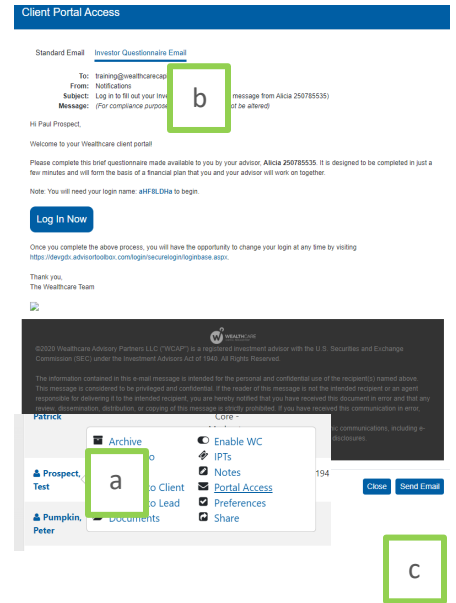 Client Portal Access
Standard Email Investor Questionnaire Email
To: training@wealthcarecap
From: Notifications
Subject: Log in to fill out your Inve message from Alicia 250785535)
Message: (For compliance purpose ot be altered)
b
Hi Paul Prospect,
Welcome to your Wealthcare client portal!
Please complete this brief questionnaire made available to you by your advisor, Alicia 250785535. It is designed to be completed in just a
few minutes and will form the basis of a financial plan that you and your advisor will work on together.
Note: You will need your login name: aHF8LDHa to begin.
Log In Now
Once you complete the above process, you will have the opportunity to change your login at any time by visiting
https://devgdx.advisortoolbox.com/login/securelogin/loginbase.aspx.
Thank you,
The Wealthcare Team
WEALTHCARE
©2020 Wealthcare Advisory Partners LLC ("WCAP") is a registered investment advisor with the U.S. Securities and Exchange
Commission (SEC) under the Investment Advisors Act of 1940. All Rights Reserved.
The information contained in this e-mail message is intended for the personal and confidential use of the recipient(s) named above.
This message is considered to be privileged and confidential. If the reader of this message is not the intended recipient or an agent
responsible for delivering it to the intended recipient, you are hereby notified that you have received this document in error and that any
review, dissemination, distribution, or copying of this message is strictly prohibited. If you have received this communication in error,
Patrick Core -
nic communications, including e-
disclosures.
Archive Enable WC
o IPTs
Prospect, Notes 194
Test a o Client Portal Access
Close Send Email
o Lead Preferences
Pumpkin, Documents Share
Peter
c